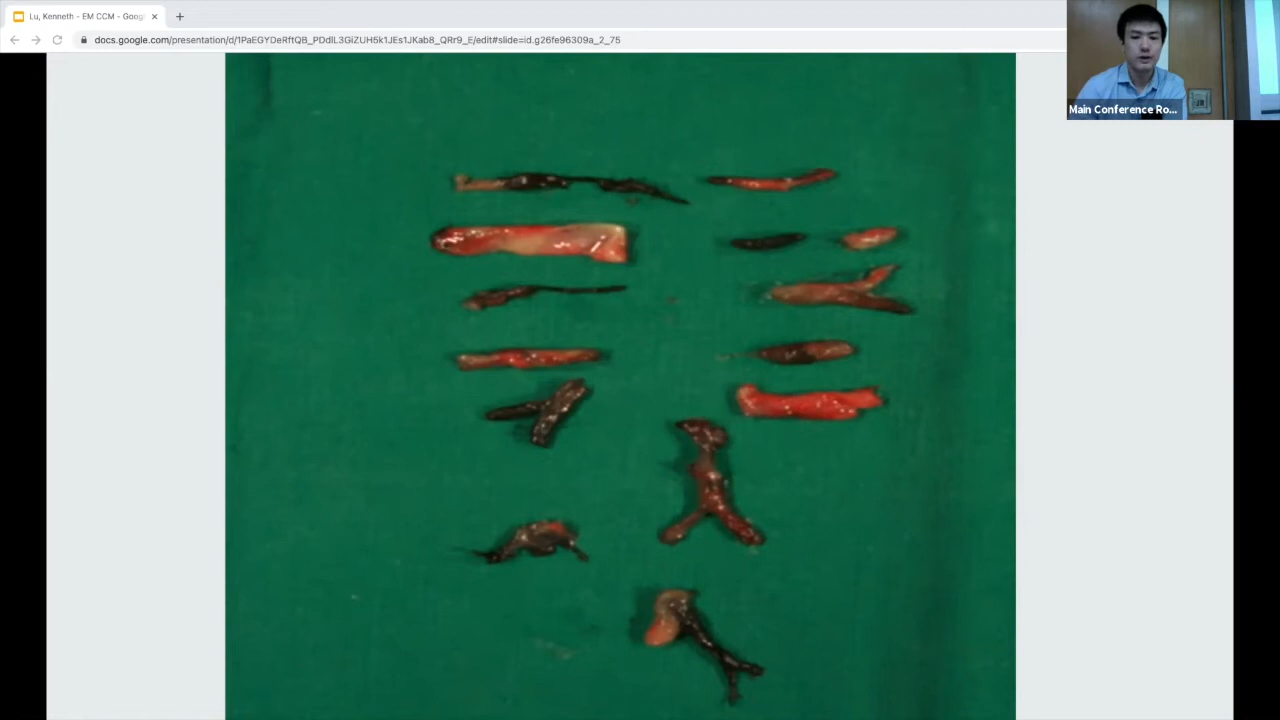 Lu, Kenneth - EM CCM - Goog
docs.google.com/presentation/d/1PaEGYDeRftQB_PDdlL3GiZUH5k1JEs1JKab8_QRr9_E/edit#slide=id.g26fe96309a_2_75
Main Conference Ro...